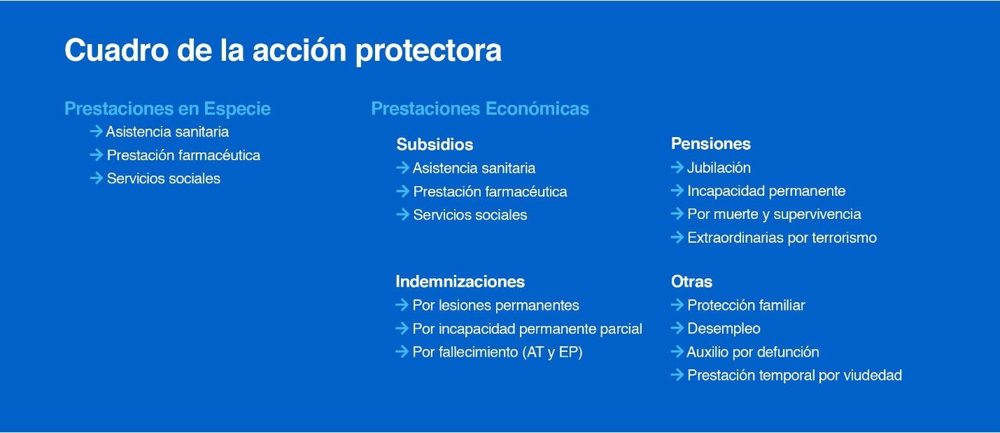 Cuadro de la acción protectora
Prestaciones en Especie
→ Asistencia sanitaria
→ Prestación farmacéutica
→ Servicios sociales
Prestaciones Económicas
Subsidios
→ Asistencia sanitaria
→ Prestación farmacéutica
→ Servicios sociales
Pensiones
→ Jubilación
→ Incapacidad permanente
→ Por muerte y supervivencia
→ Extraordinarias por terrorismo
Indemnizaciones
→ Por lesiones permanentes
→ Por incapacidad permanente parcial
→ Por fallecimiento (AT y EP)
Otras
→ Protección familiar
→ Desempleo
→ Auxilio por defunción
→ Prestación temporal por viudedad